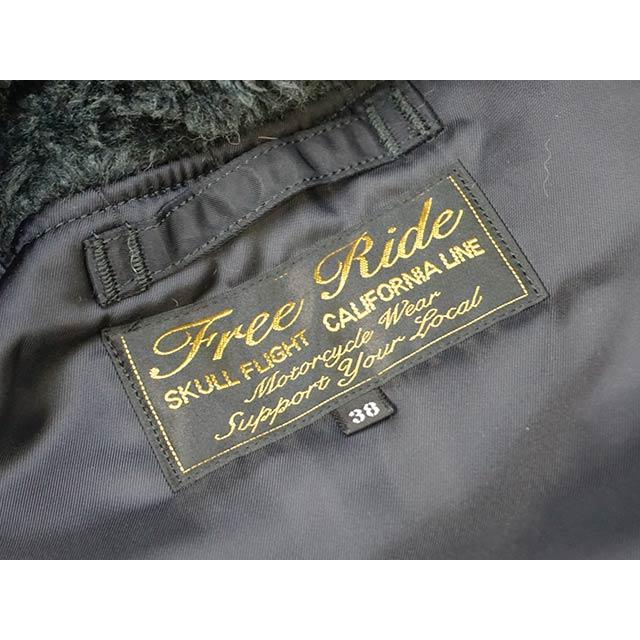 Free Ride
SKULL FLIGHT CALIFORNIA LINE
Motorcycle Wear
Support Your Local
38